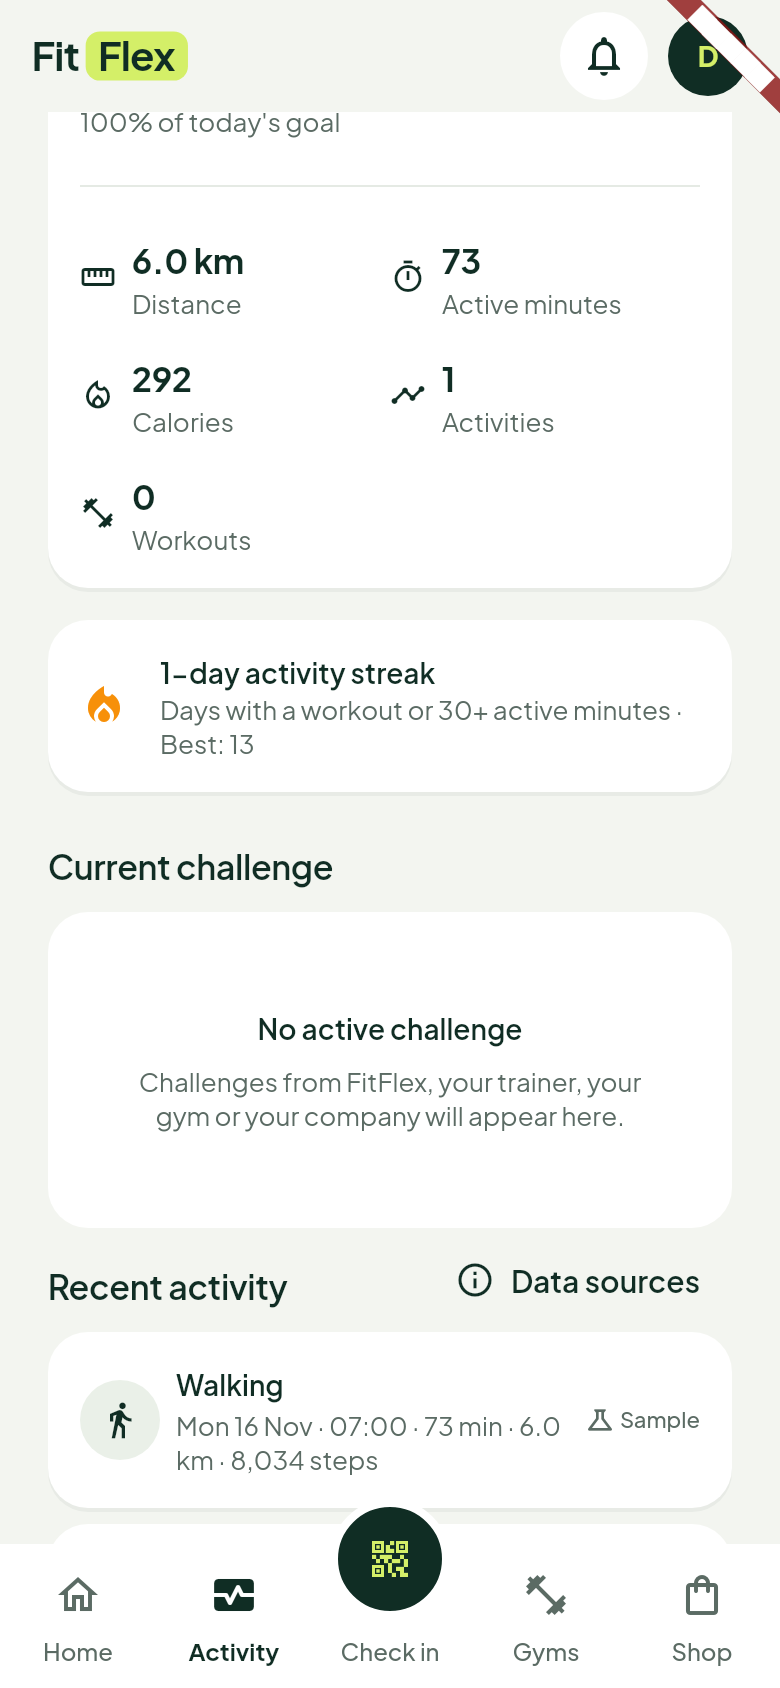 Fit Flex
D
100% of today's goal
6.0 km
Distance
73
Active minutes
292
Calories
1
Activities
0
Workouts
1-day activity streak
Days with a workout or 30+ active minutes ·
Best: 13
Current challenge
No active challenge
Challenges from FitFlex, your trainer, your
gym or your company will appear here.
Recent activity
Data sources
Walking
Mon 16 Nov · 07:00 · 73 min · 6.0
km · 8,034 steps
Sample
Home
Activity
Check in
Gyms
Shop